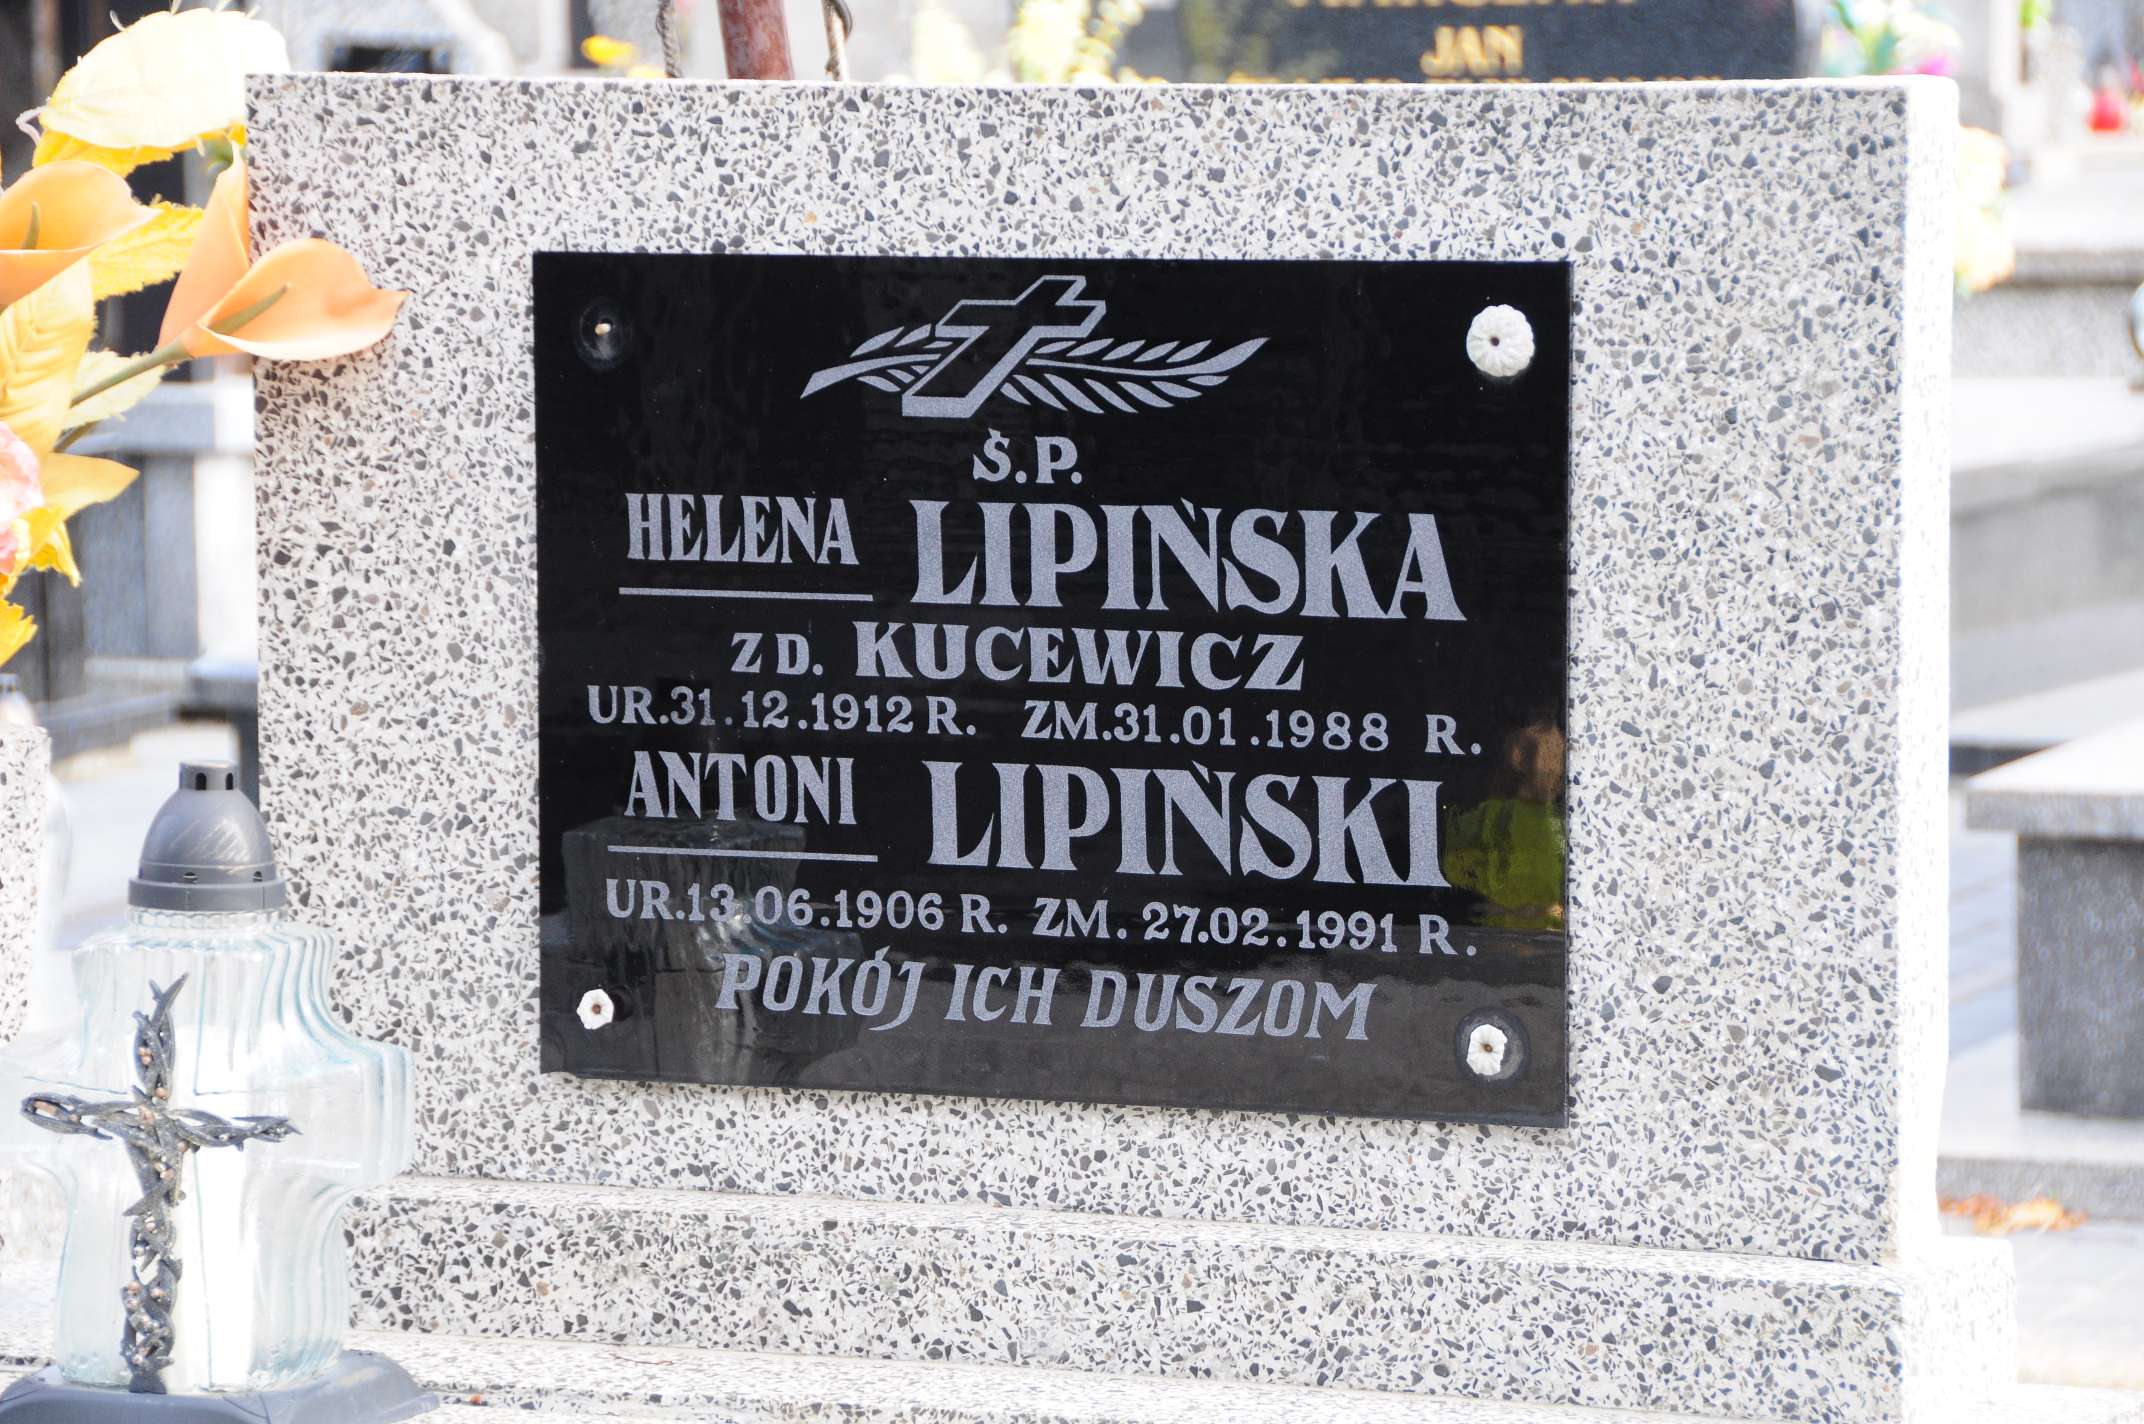 JAN
Ś.P.
HELENA LIPIŃSKA
Z D. KUCEWICZ
UR.31.12.1912 R. ZM.31.01.1988 R.
ANTONI LIPIŃSKI
UR.13.06.1906 R. ZM. 27.02.1991 R.
POKÓJ ICH DUSZOM